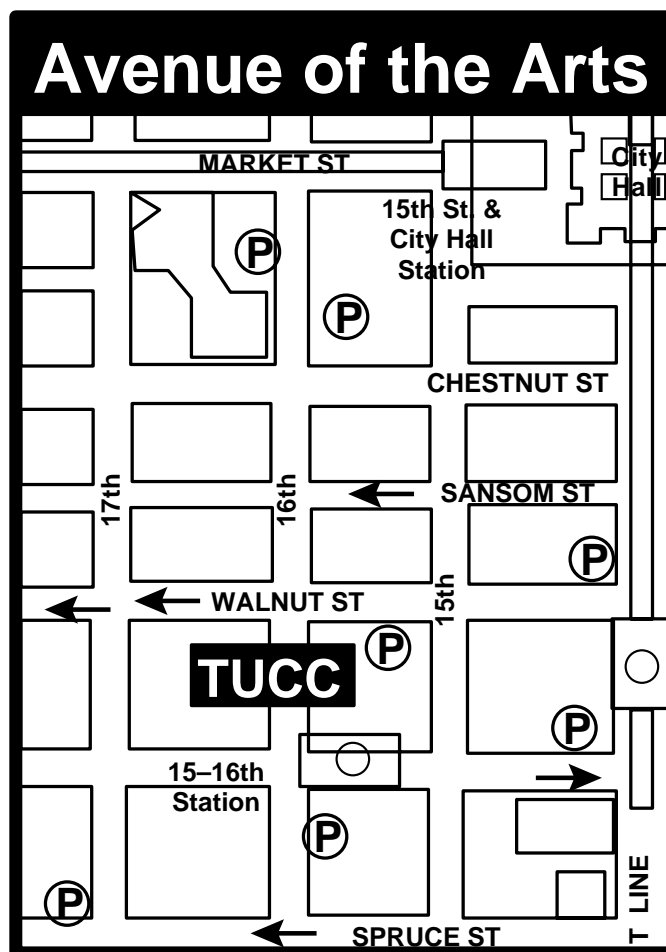 Avenue of the Arts
MARKET ST
City
Hall
15th St. &
City Hall
Station
P
P
CHESTNUT ST
17th
16th
SANSOM ST
P
WALNUT ST
15th
P
TUCC
P
15–16th
Station
P
P
SPRUCE ST
T LINE